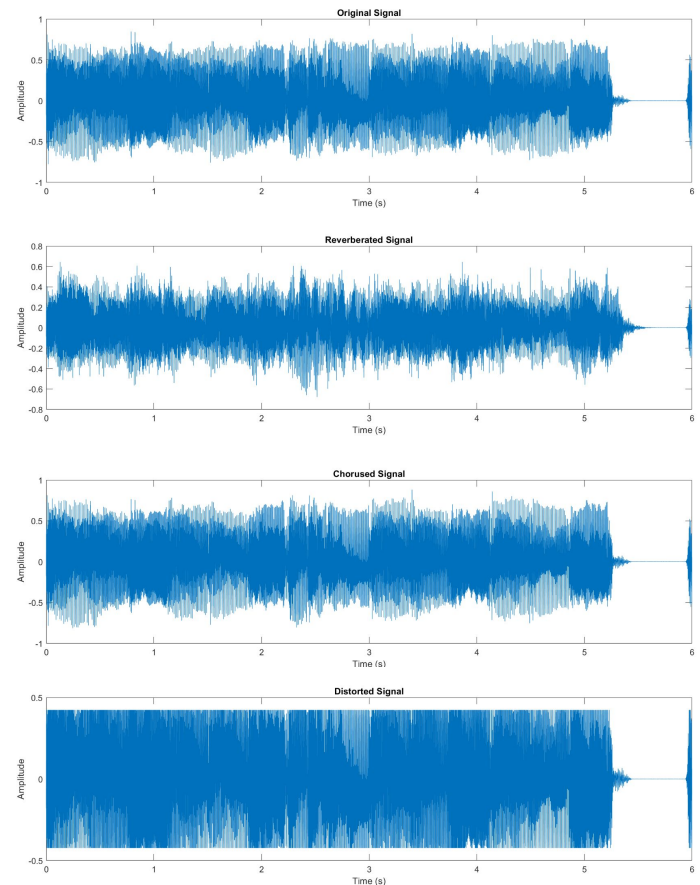 Original Signal
1
0.5
0
-0.5
-1
Amplitude
0 1 2 3 4 5 6
Time (s)
Reverberated Signal
0.8
0.6
0.4
0.2
0
-0.2
-0.4
-0.6
-0.8
Amplitude
0 1 2 3 4 5 6
Time (s)
Chorused Signal
1
0.5
0
-0.5
-1
Amplitude
0 1 2 3 4 5 6
Time (s)
Distorted Signal
0.5
0
-0.5
Amplitude
0 1 2 3 4 5 6
Time (s)